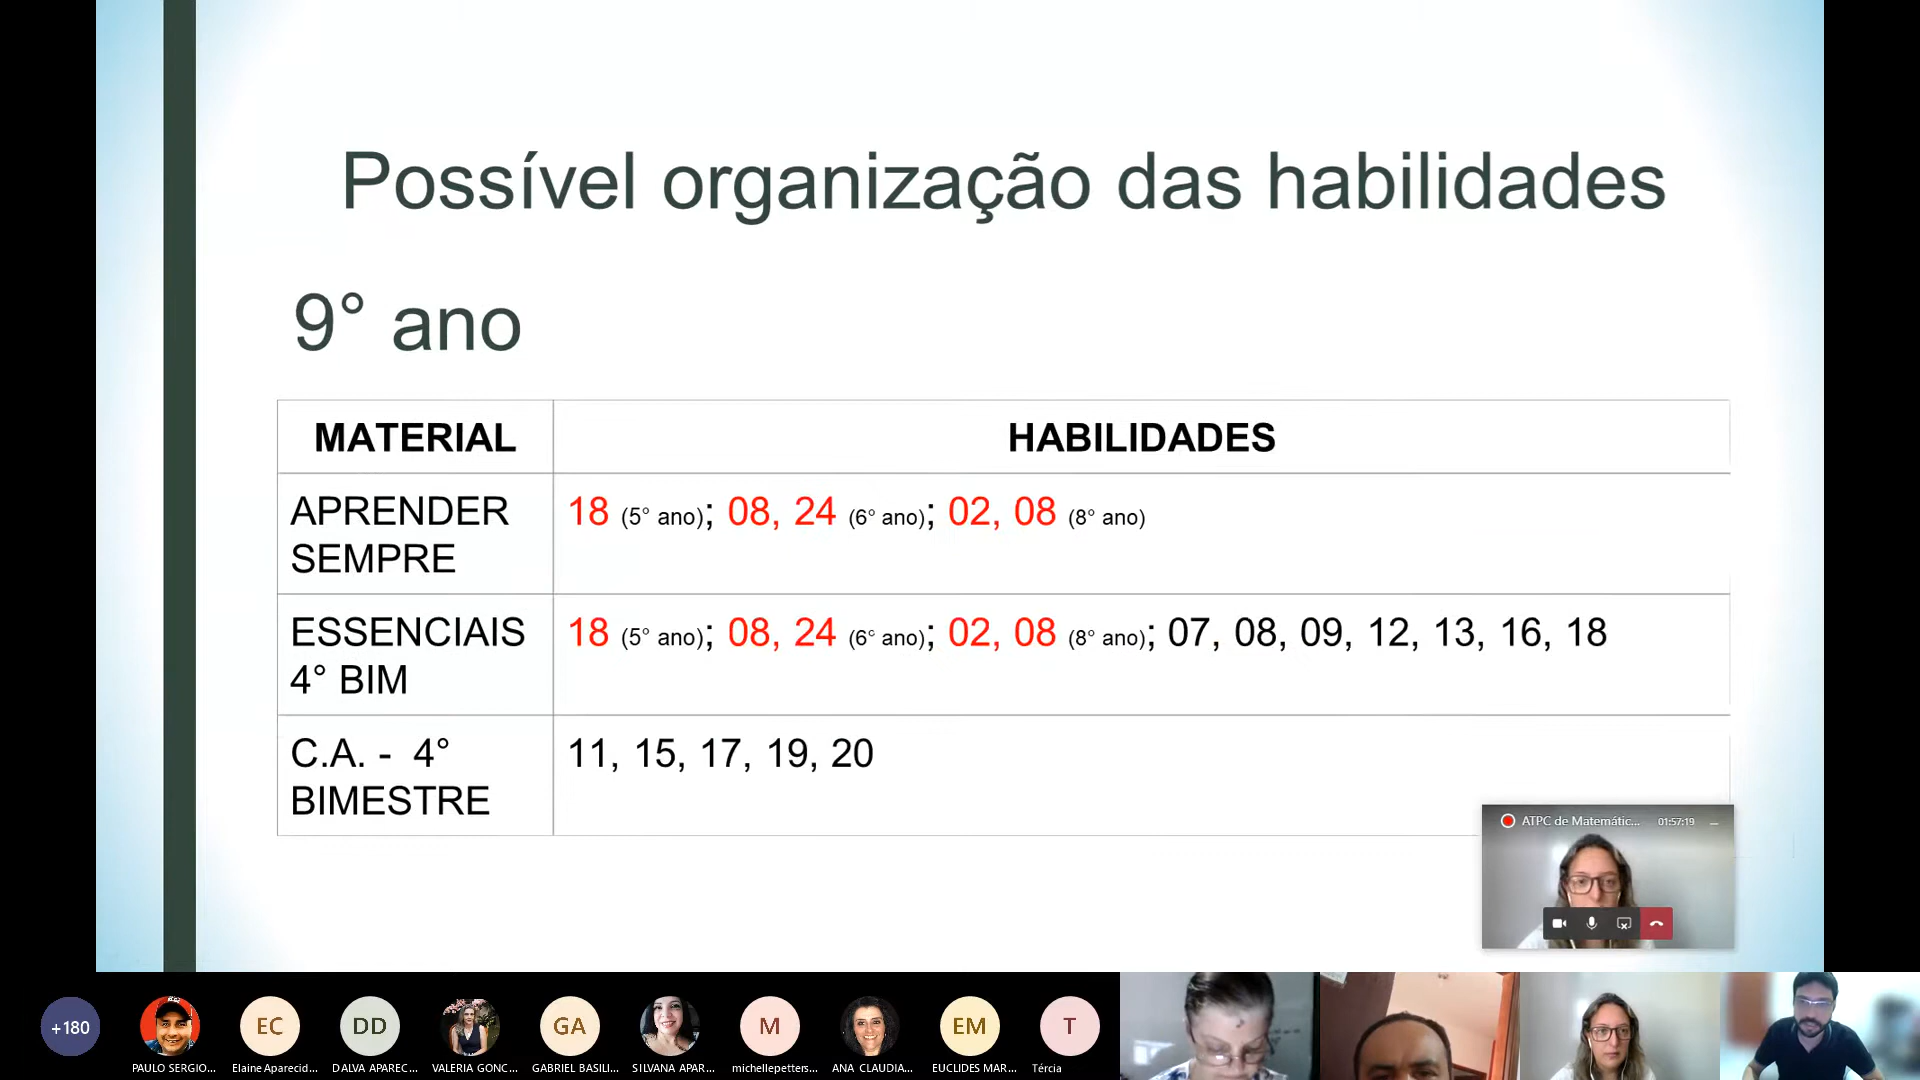 Possível organização das habilidades
9° ano
MATERIAL HABILIDADES
APRENDER SEMPRE
18 (5° ano); 08, 24 (6° ano); 02, 08 (8° ano)
ESSENCIAIS 4° BIM
18 (5° ano); 08, 24 (6° ano); 02, 08 (8° ano); 07, 08, 09, 12, 13, 16, 18
C.A. - 4° BIMESTRE
11, 15, 17, 19, 20
ATPC de Matemátic... 01:57:19
+180
EC
DD
GA
M
EM
T
PAULO SERGIO...
Elaine Aparecid...
DALVA APAREC...
VALERIA GONC...
GABRIEL BASILI...
SILVANA APAR...
michellepetters...
ANA CLAUDIA...
EUCLIDES MAR...
Tércia